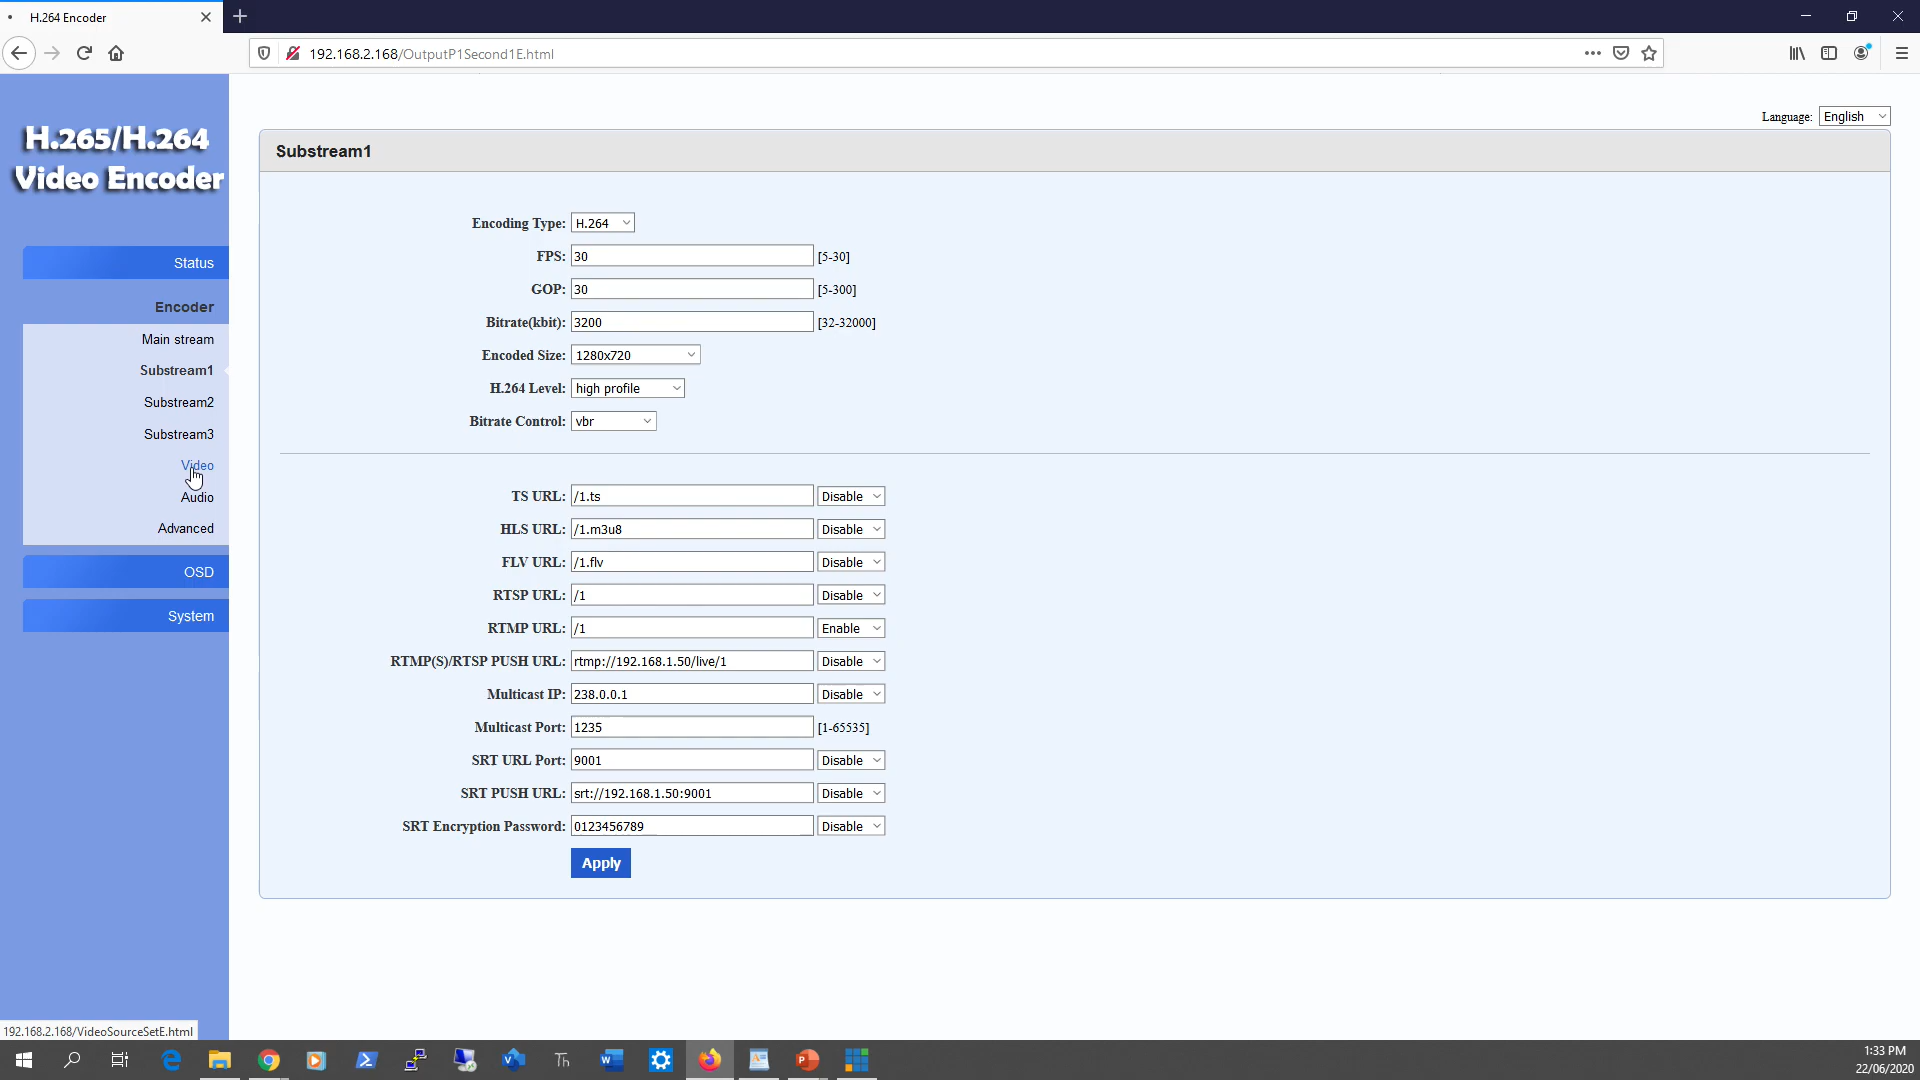 H.264 Encoder
192.168.2.168/OutputP1Second1E.html
Language: English
H.265/H.264
Video Encoder
Substream1
Status
Encoder
Main stream
Substream1
Substream2
Substream3
Video
Audio
Advanced
OSD
System
Encoding Type: H.264
FPS: 30 [5-30]
GOP: 30 [5-300]
Bitrate(kbit): 3200 [32-32000]
Encoded Size: 1280x720
H.264 Level: high profile
Bitrate Control: vbr
TS URL: /1.ts Disable
HLS URL: /1.m3u8 Disable
FLV URL: /1.flv Disable
RTSP URL: /1 Disable
RTMP URL: /1 Enable
RTMP(S)/RTSP PUSH URL: rtmp://192.168.1.50/live/1 Disable
Multicast IP: 238.0.0.1 Disable
Multicast Port: 1235 [1-65535]
SRT URL Port: 9001 Disable
SRT PUSH URL: srt://192.168.1.50:9001 Disable
SRT Encryption Password: 0123456789 Disable
Apply
192.168.2.168/VideoSourceSetE.html
Th
1:33 PM
22/06/2020